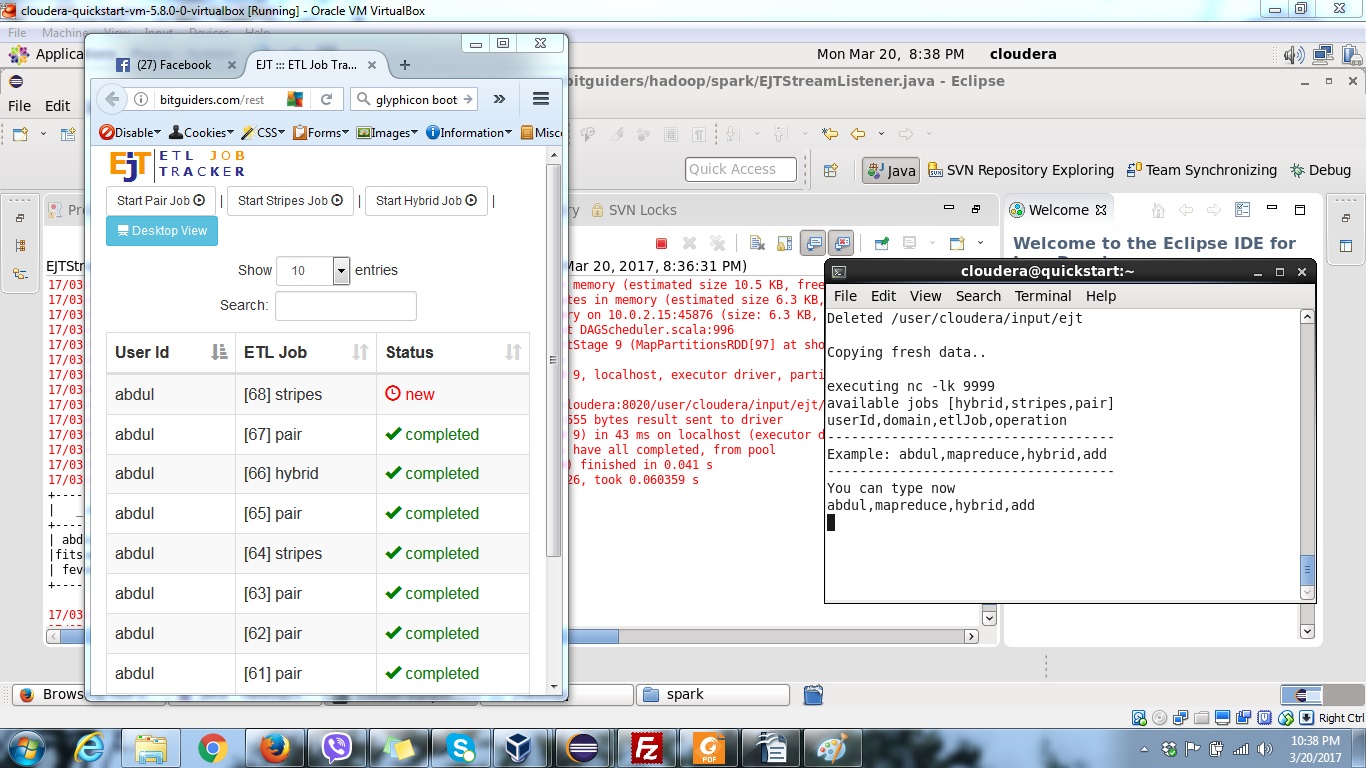 cloudera-quickstart-vm-5.8.0-0-virtualbox [Running] - Oracle VM VirtualBox
File Machine View Input Devices
Applications
Mon Mar 20, 8:38 PM cloudera
bitguiders/hadoop/spark/EJTStreamListener.java - Eclipse
File Edit
Quick Access
Java
SVN Repository Exploring
Team Synchronizing
Debug
SVN Locks
Welcome
Welcome to the Eclipse IDE for
(27) Facebook
EJT ::: ETL Job Tra...
bitguiders.com/rest
glyphicon boot
Disable
Cookies
CSS
Forms
Images
Information
Misc
EJT ETL JOB
TRACKER
Start Pair Job | Start Stripes Job | Start Hybrid Job |
Desktop View
Show 10 entries
Search:
User Id ETL Job Status
abdul [68] stripes new
abdul [67] pair completed
abdul [66] hybrid completed
abdul [65] pair completed
abdul [64] stripes completed
abdul [63] pair completed
abdul [62] pair completed
abdul [61] pair completed
EJTStr
Mar 20, 2017, 8:36:31 PM)
17/03 memory (estimated size 10.5 KB, free
17/03 tes in memory (estimated size 6.3 KB,
17/03 ry on 10.0.2.15:45876 (size: 6.3 KB,
17/03 t DAGScheduler.scala:996
17/03 tStage 9 (MapPartitionsRDD[97] at sho
17/03
17/03 9, localhost, executor driver, parti
17/03
17/03 loudera:8020/user/cloudera/input/ejt/
17/03 555 bytes result sent to driver
17/03 9) in 43 ms on localhost (executor d
17/03 have all completed, from pool
17/03 ) finished in 0.041 s
17/03 26, took 0.060359 s
+----
| _
+----
| abd
|fits
| fev
+----
17/03
cloudera@quickstart:~
File Edit View Search Terminal Help
Deleted /user/cloudera/input/ejt
Copying fresh data..
executing nc -lk 9999
available jobs [hybrid,stripes,pair]
userId,domain,etlJob,operation
-----------------------------------
Example: abdul,mapreduce,hybrid,add
-----------------------------------
You can type now
abdul,mapreduce,hybrid,add
Brows
spark
Right Ctrl
PDF
10:38 PM
3/20/2017